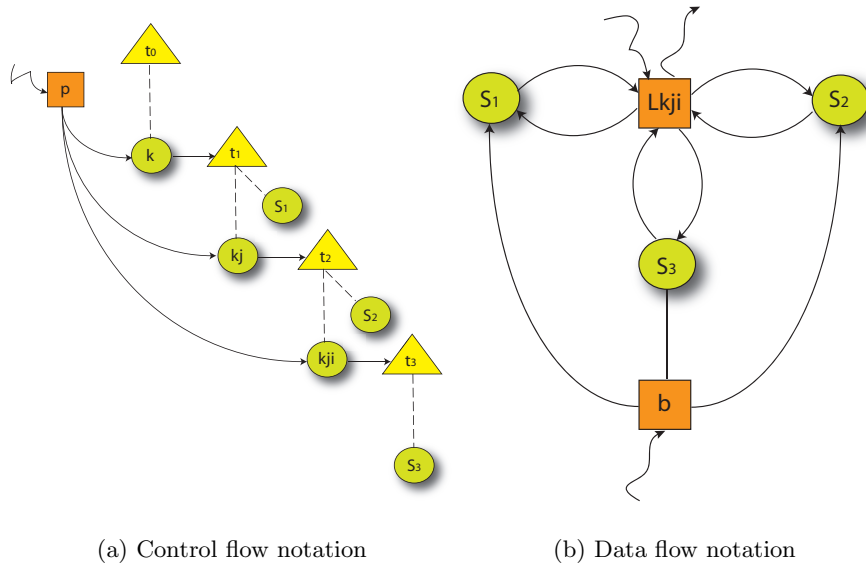 t0
p
k
t1
S1
kj
t2
S2
kji
t3
S3
(a) Control flow notation
S1
Lkji
S2
S3
b
(b) Data flow notation